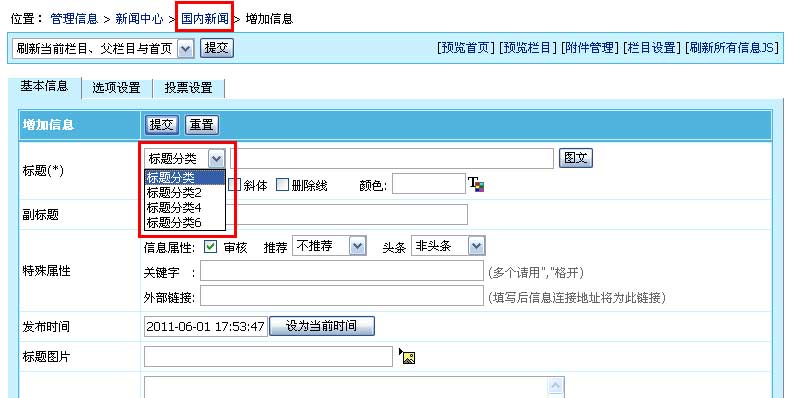 位置： 管理信息 > 新闻中心 > 国内新闻 > 增加信息
刷新当前栏目、父栏目与首页 提交 [预览首页] [预览栏目] [附件管理] [栏目设置] [刷新所有信息JS]
基本信息 选项设置 投票设置
增加信息 提交 重置
标题(*) 标题分类 图文
标题分类
标题分类2
标题分类4
标题分类6
斜体 删除线 颜色:
副标题
特殊属性
信息属性: 审核 推荐 不推荐 头条 非头条
关键字 : (多个请用","格开)
外部链接: (填写后信息连接地址将为此链接)
发布时间 2011-06-01 17:53:47 设为当前时间
标题图片